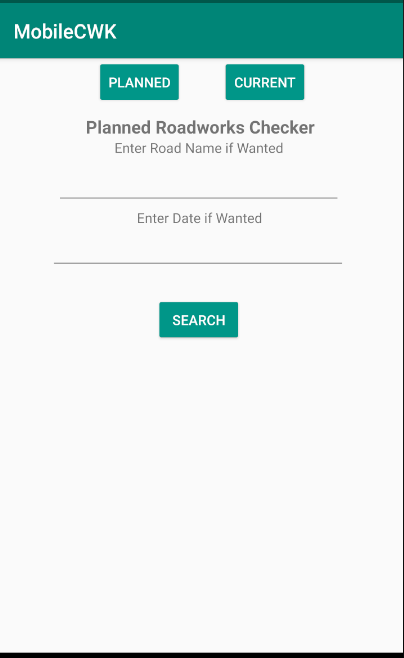 MobileCWK
PLANNED CURRENT
Planned Roadworks Checker
Enter Road Name if Wanted
Enter Date if Wanted
SEARCH